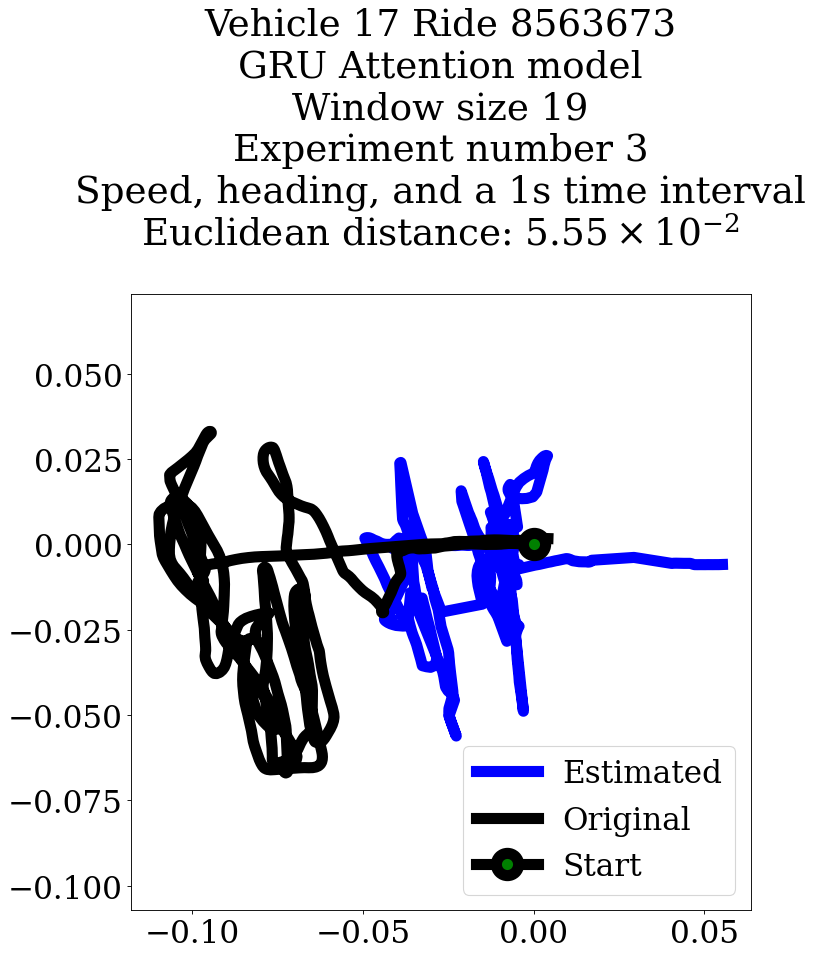 Vehicle 17 Ride 8563673
GRU Attention model
Window size 19
Experiment number 3
Speed, heading, and a 1s time interval
Euclidean distance: 5.55 × 10⁻²
0.050
0.025
0.000
−0.025
−0.050
−0.075
−0.100
Estimated
Original
Start
−0.10 −0.05 0.00 0.05